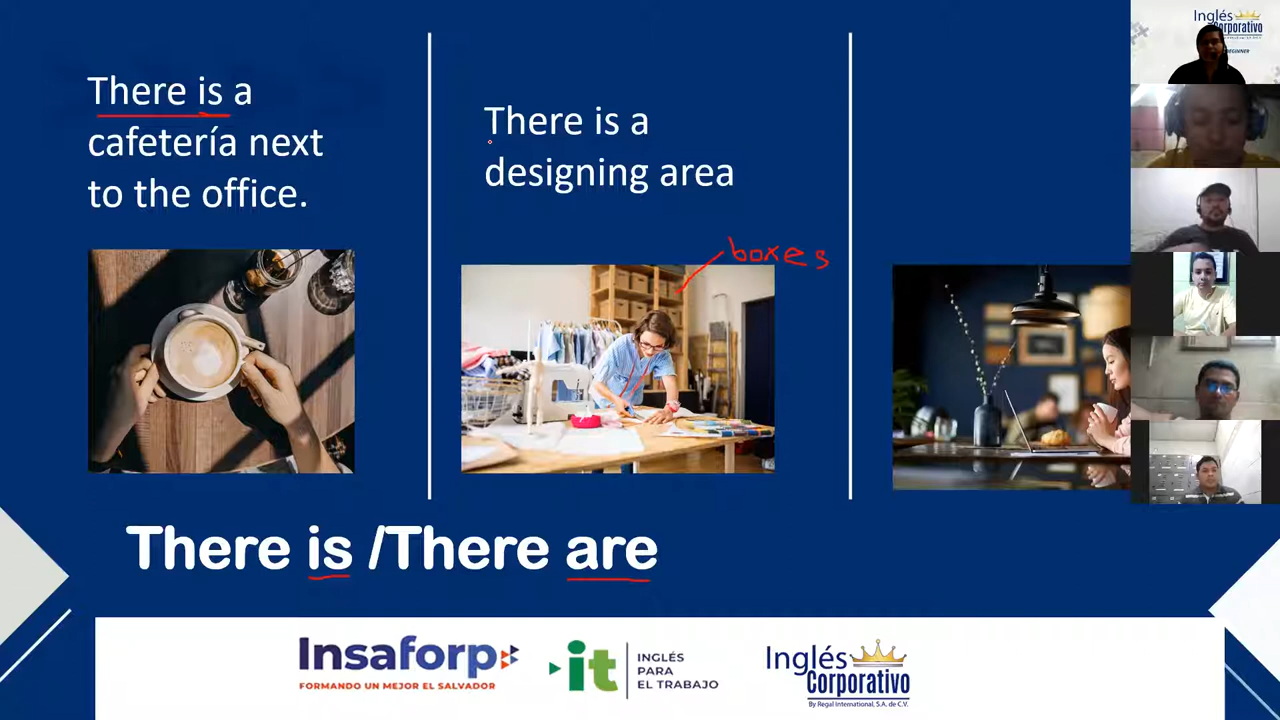 There is a
cafetería next
to the office.
There is a
designing area
boxes
There is /There are
Insaforp
FORMANDO UN MEJOR EL SALVADOR
it
INGLÉS
PARA
EL TRABAJO
Inglés
Corporativo
By Regal International, S.A. de C.V.
Inglés
Corporativo
BEGINNER